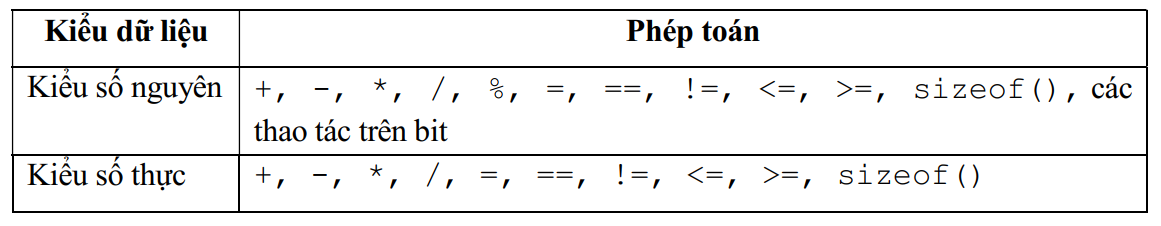 Kiểu dữ liệu Phép toán
Kiểu số nguyên +, -, *, /, %, =, ==, !=, <=, >=, sizeof(), các
thao tác trên bit
Kiểu số thực +, -, *, /, =, ==, !=, <=, >=, sizeof()